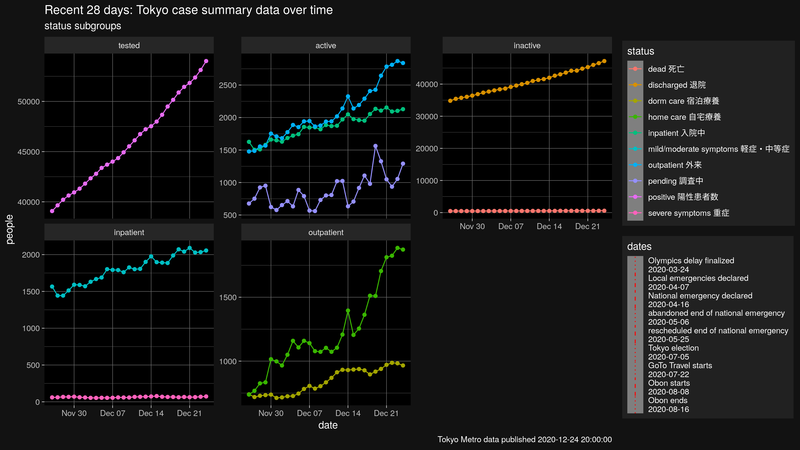 Recent 28 days: Tokyo case summary data over time
status subgroups
tested
active
inactive
50000
45000
40000
2500
2000
1500
1000
500
40000
30000
20000
10000
0
Nov 30
Dec 07
Dec 14
Dec 21
inpatient
outpatient
2000
1500
1000
500
0
1500
1000
Nov 30
Dec 07
Dec 14
Dec 21
Nov 30
Dec 07
Dec 14
Dec 21
people
date
status
dead 死亡
discharged 退院
dorm care 宿泊療養
home care 自宅療養
inpatient 入院中
mild/moderate symptoms 軽症・中等症
outpatient 外来
pending 調査中
positive 陽性患者数
severe symptoms 重症
dates
Olympics delay finalized
2020-03-24
Local emergencies declared
2020-04-07
National emergency declared
2020-04-16
abandoned end of national emergency
2020-05-06
rescheduled end of national emergency
2020-05-25
Tokyo election
2020-07-05
GoTo Travel starts
2020-07-22
Obon starts
2020-08-08
Obon ends
2020-08-16
Tokyo Metro data published 2020-12-24 20:00:00